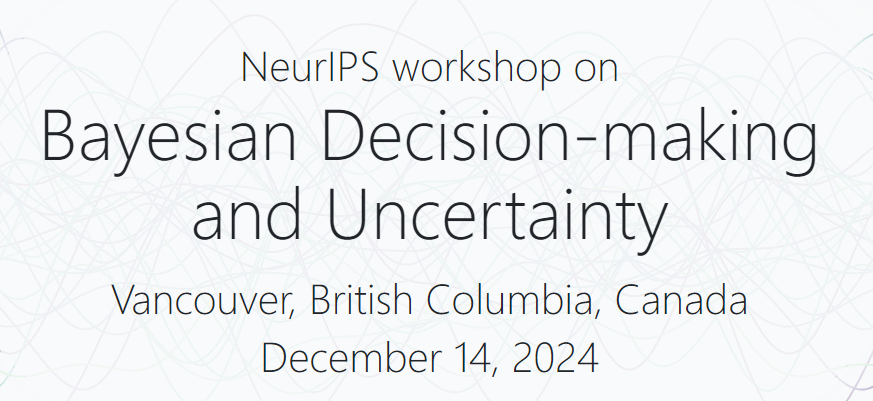 NeurIPS workshop on
Bayesian Decision-making
and Uncertainty
Vancouver, British Columbia, Canada
December 14, 2024